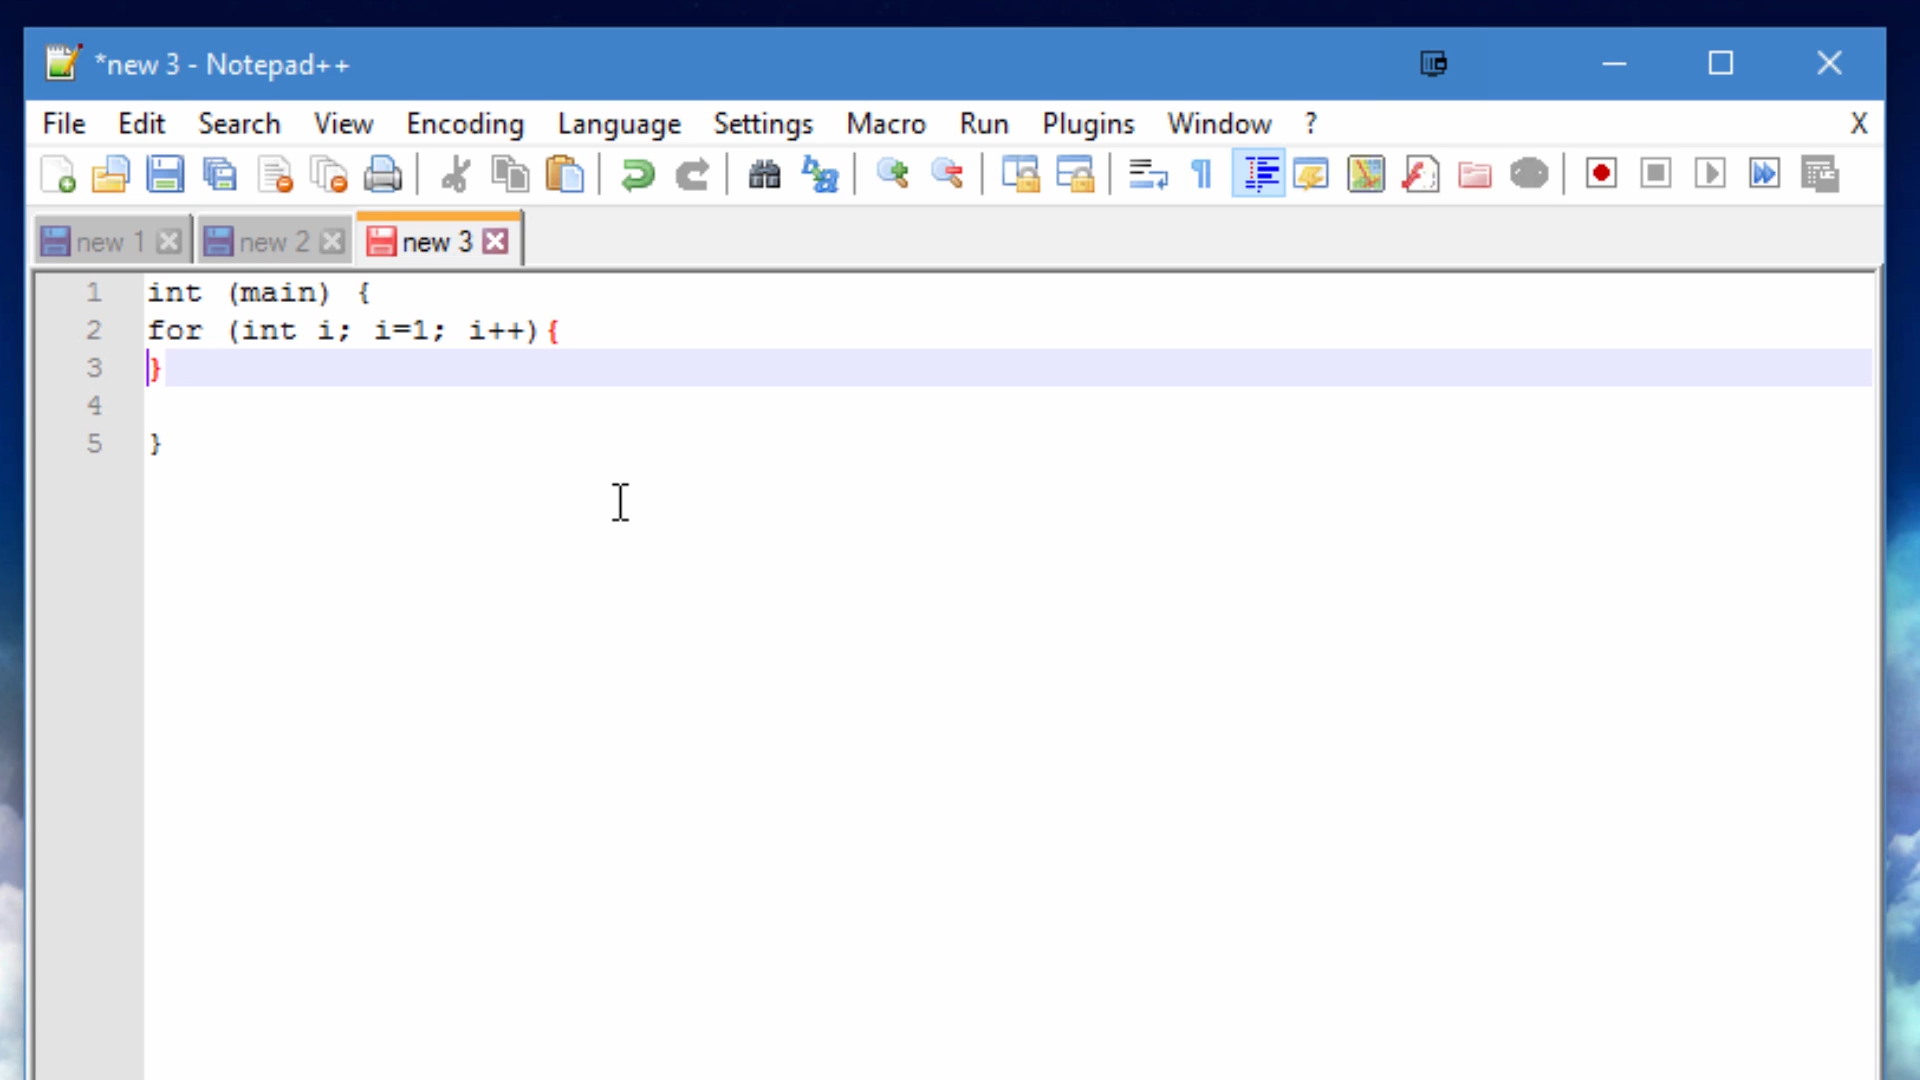 *new 3 - Notepad++
File Edit Search View Encoding Language Settings Macro Run Plugins Window ? X
new 1 new 2 new 3
1 int (main) {
2 for (int i; i=1; i++){
3 }
4
5 }